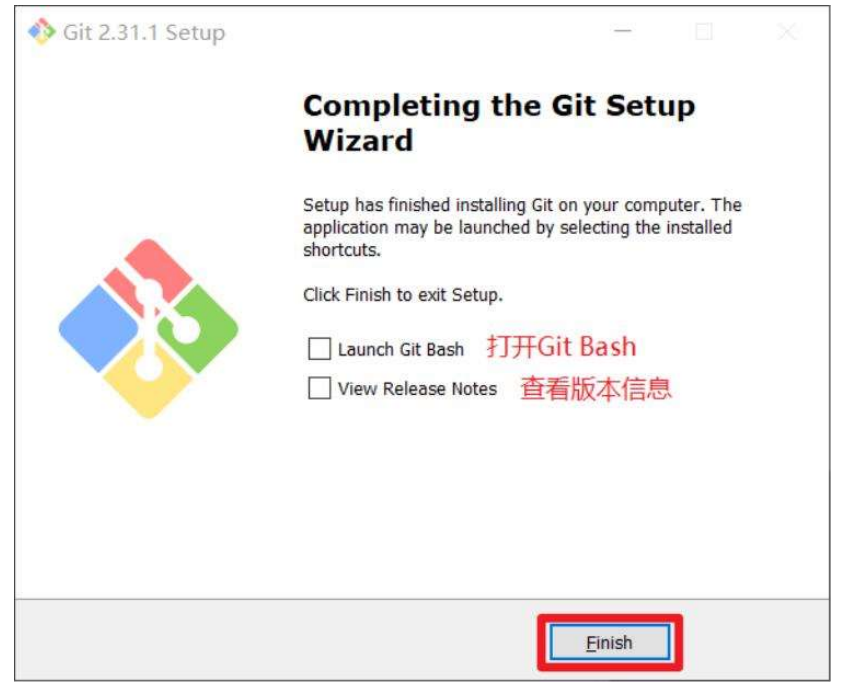 Git 2.31.1 Setup
Completing the Git Setup
Wizard
Setup has finished installing Git on your computer. The
application may be launched by selecting the installed
shortcuts.
Click Finish to exit Setup.
Launch Git Bash 打开Git Bash
View Release Notes 查看版本信息
Finish